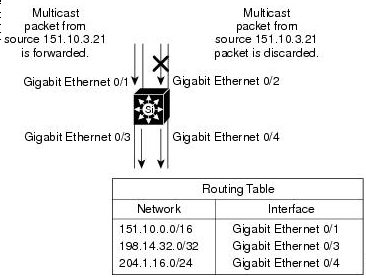 Multicast
packet from
source 151.10.3.21
is forwarded.
Multicast
packet from
source 151.10.3.21
packet is discarded.
Gigabit Ethernet 0/1
Gigabit Ethernet 0/2
Si
Gigabit Ethernet 0/3
Gigabit Ethernet 0/4
Routing Table
Network Interface
151.10.0.0/16 Gigabit Ethernet 0/1
198.14.32.0/32 Gigabit Ethernet 0/3
204.1.16.0/24 Gigabit Ethernet 0/4